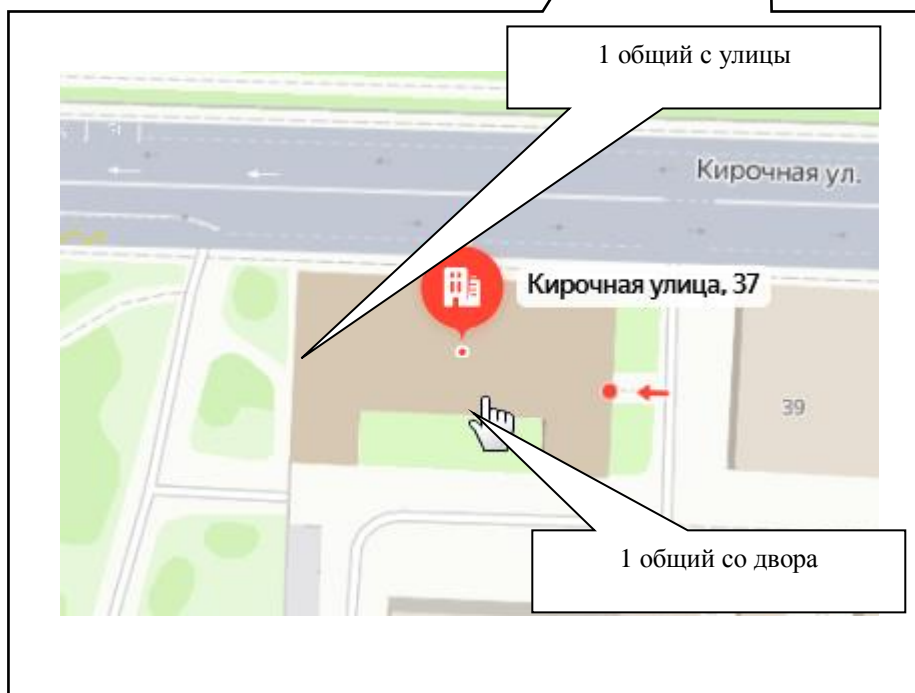 1 общий с улицы
Кирочная ул.
Кирочная улица, 37
39
1 общий со двора